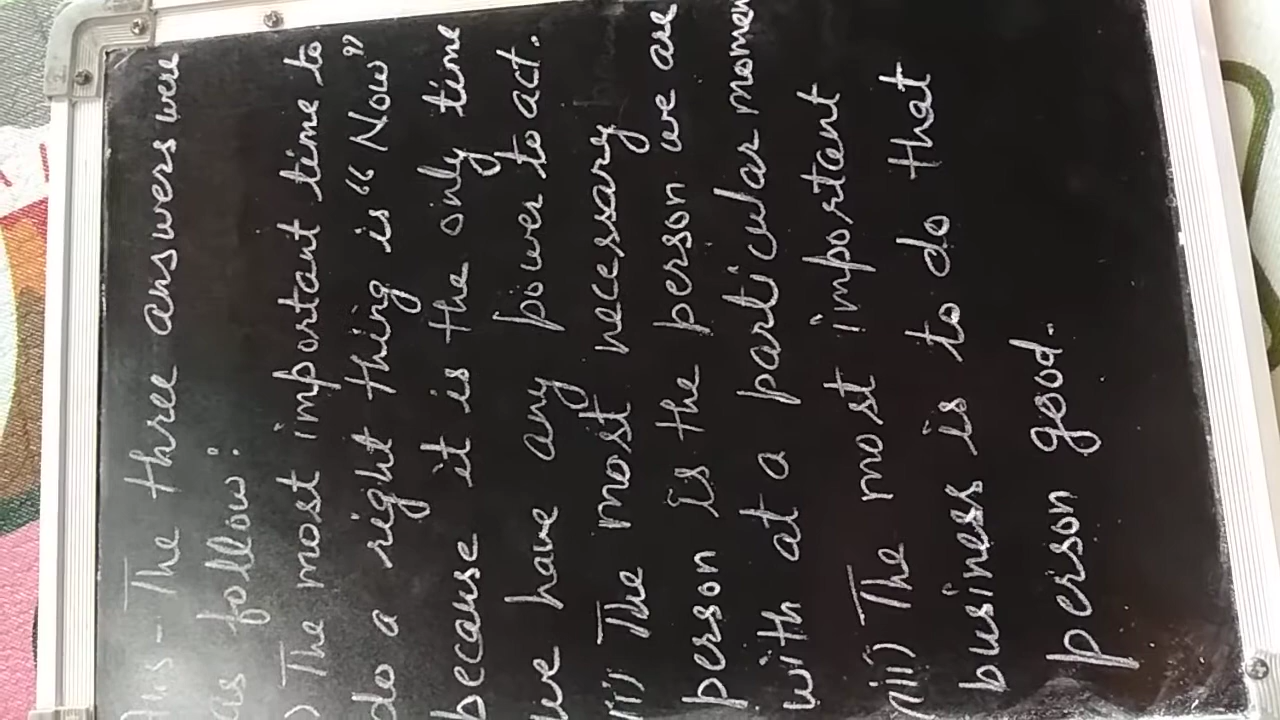 Ans - The three answers were
as follow:
) The most important time to
do a right thing is "Now"
because it is the only time
we have any power to act.
ii) The most necessary
person is the person we are
with at a particular momen
(iii) The most important
business is to do that
person good.